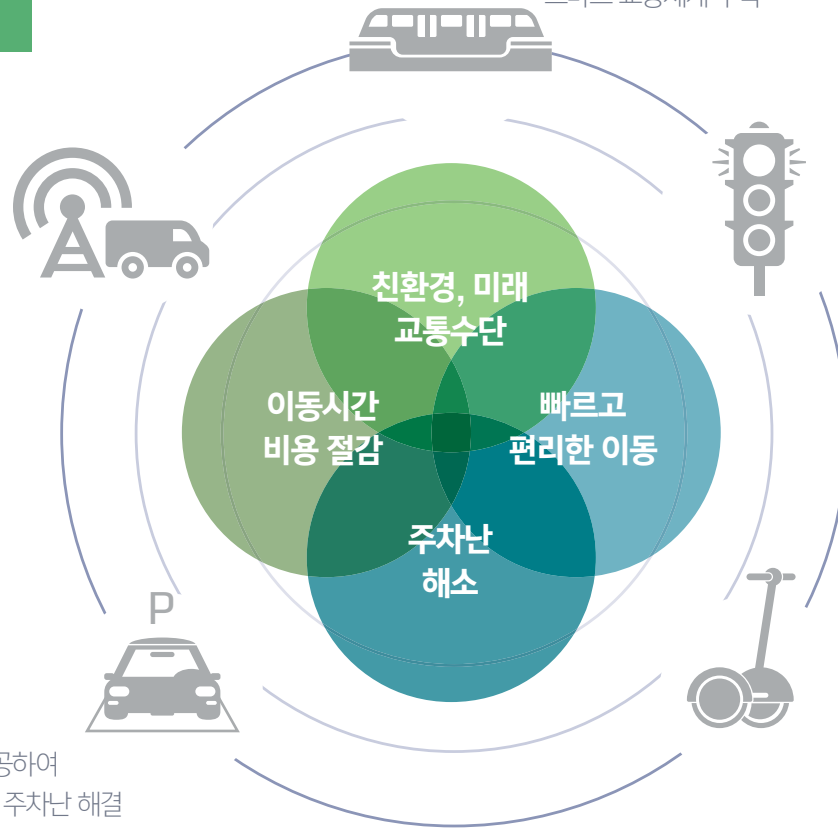 친환경, 미래
교통수단
이동시간
비용 절감
빠르고
편리한 이동
주차난
해소
P
공하여
주차난 해결